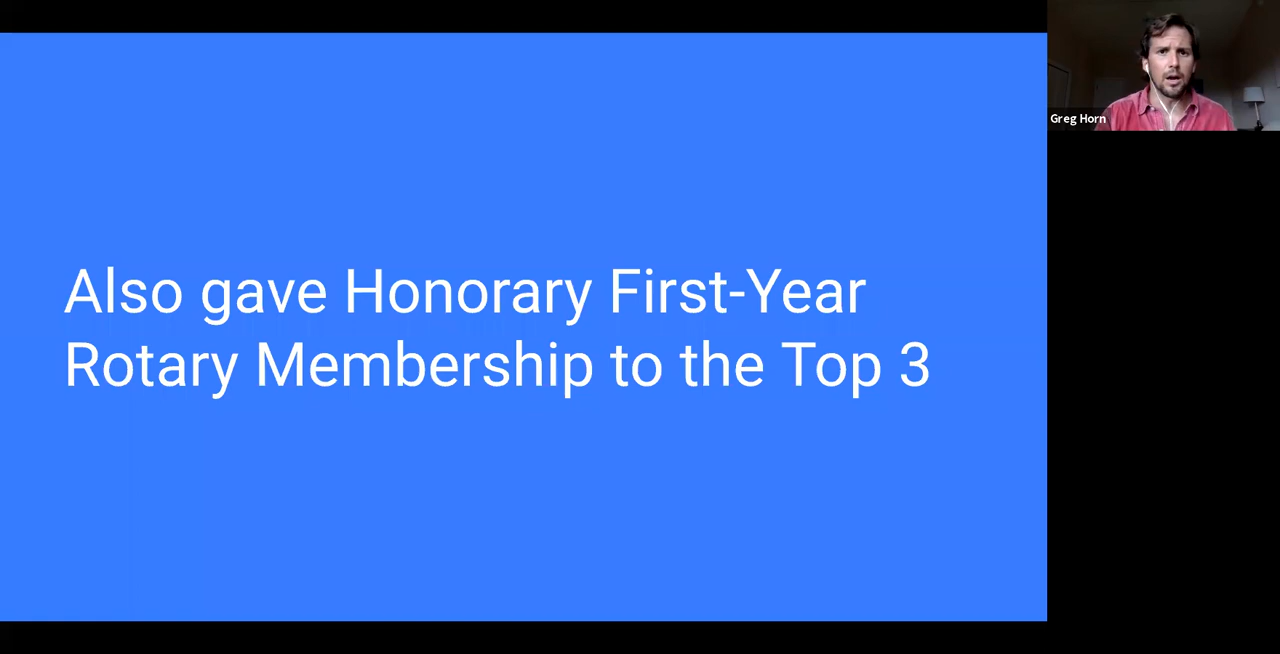 Also gave Honorary First-Year
Rotary Membership to the Top 3
Greg Horn